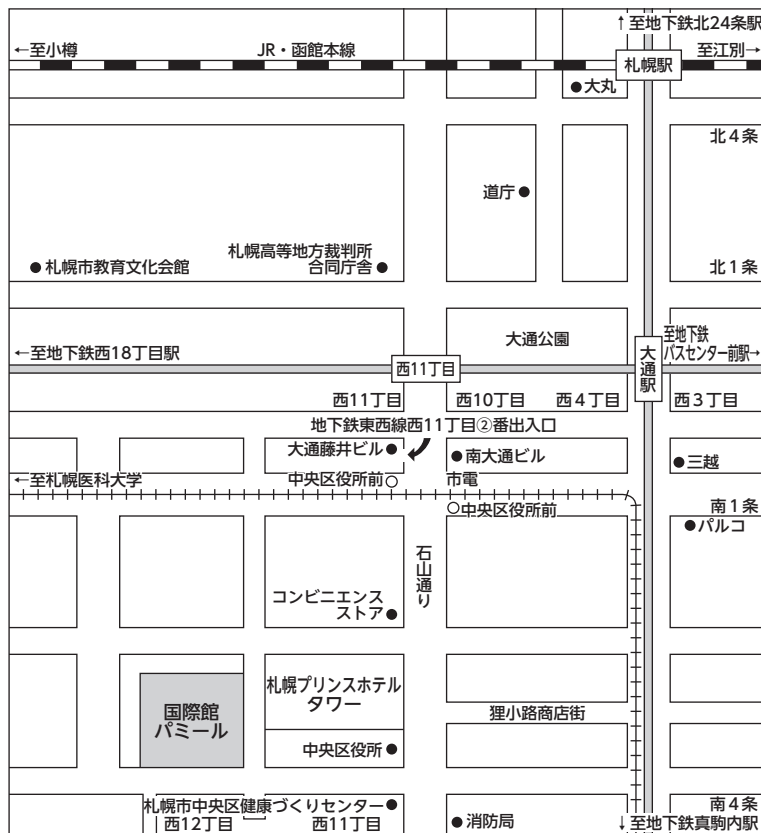 ↑至地下鉄北24条駅
←至小樽
JR・函館本線
至江別→
札幌駅
●大丸
北4条
道庁●
札幌高等地方裁判所
合同庁舎●
●札幌市教育文化会館
北1条
大通公園
←至地下鉄西18丁目駅
西11丁目
大通駅
至地下鉄
バスセンター前駅→
西11丁目
西10丁目
西4丁目
西3丁目
地下鉄東西線西11丁目②番出入口
大通藤井ビル●
●南大通ビル
●三越
←至札幌医科大学
中央区役所前○
市電
○中央区役所前
南1条
●パルコ
石山通り
コンビニエンス
ストア●
国際館
パミール
札幌プリンスホテル
タワー
狸小路商店街
中央区役所●
札幌市中央区健康づくりセンター●
南4条
西12丁目
西11丁目
●消防局
↓至地下鉄真駒内駅